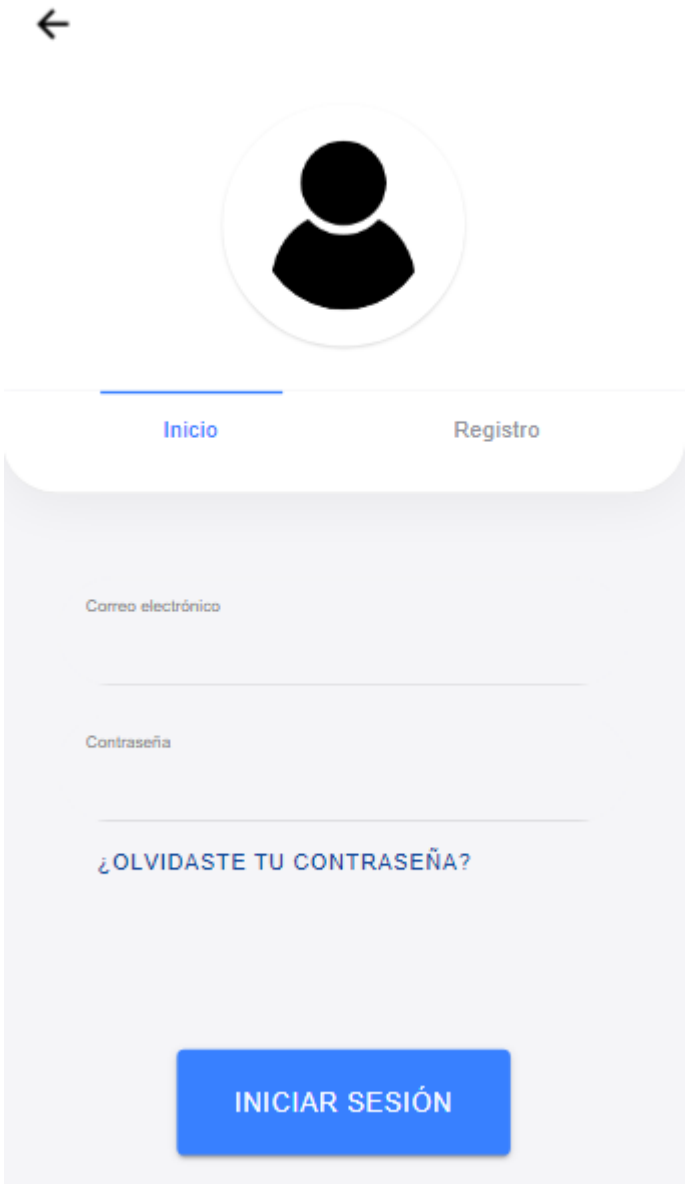 Inicio Registro
Correo electrónico
Contraseña
¿OLVIDASTE TU CONTRASEÑA?
INICIAR SESIÓN